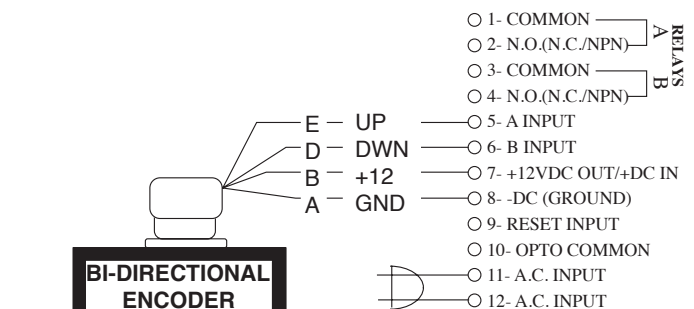 1- COMMON
2- N.O.(N.C./NPN)
3- COMMON
4- N.O.(N.C./NPN)
A
B
RELAYS
E – UP 5- A INPUT
D – DWN 6- B INPUT
B – +12 7- +12VDC OUT/+DC IN
A – GND 8- -DC (GROUND)
9- RESET INPUT
10- OPTO COMMON
11- A.C. INPUT
12- A.C. INPUT
BI-DIRECTIONAL
ENCODER